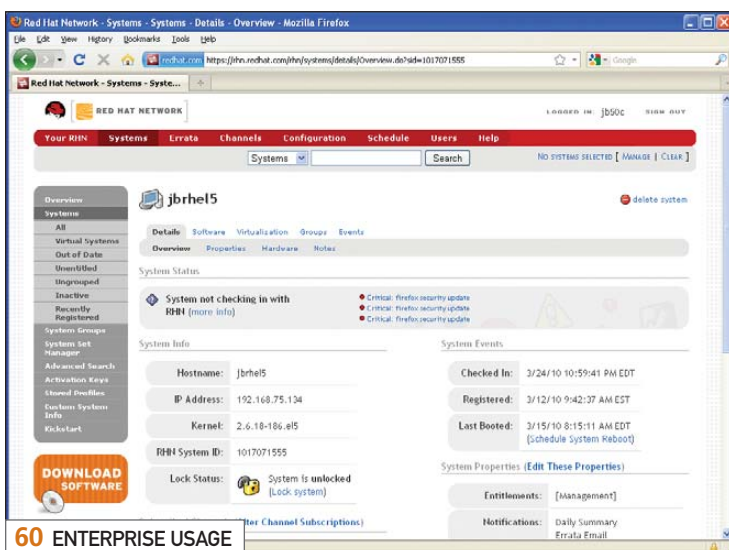 Red Hat Network - Systems - Systems - Details - Overview - Mozilla Firefox
File Edit View History Bookmarks Tools Help
redhat.com https://rhn.redhat.com/rhn/systems/details/Overview.do?sid=1017071555
Google
Red Hat Network - Systems - Syste...
RED HAT NETWORK
LOGGED IN: jb50c SIGN OUT
Your RHN Systems Errata Channels Configuration Schedule Users Help
Systems Search NO SYSTEMS SELECTED [ MANAGE | CLEAR ]
Overview
Systems
All
Virtual Systems
Out of Date
Unentitled
Ungrouped
Inactive
Recently
Registered
System Groups
System Set
Manager
Advanced Search
Activation Keys
Stored Profiles
Custom System
Info
Kickstart
DOWNLOAD
SOFTWARE
jbrhel5
delete system
Details Software Virtualization Groups Events
Overview Properties Hardware Notes
System Status
System not checking in with
RHN (more info)
Critical: firefox security update
Critical: firefox security update
Critical: firefox security update
System Info
Hostname: jbrhel5
IP Address: 192.168.75.134
Kernel: 2.6.18-186.el5
RHN System ID: 1017071555
Lock Status: System is unlocked
(Lock system)
(Alter Channel Subscriptions)
System Events
Checked In: 3/24/10 10:59:41 PM EDT
Registered: 3/12/10 9:42:37 AM EST
Last Booted: 3/15/10 8:15:11 AM EDT
(Schedule System Reboot)
System Properties (Edit These Properties)
Entitlements: [Management]
Notifications: Daily Summary
Errata Email
60 ENTERPRISE USAGE